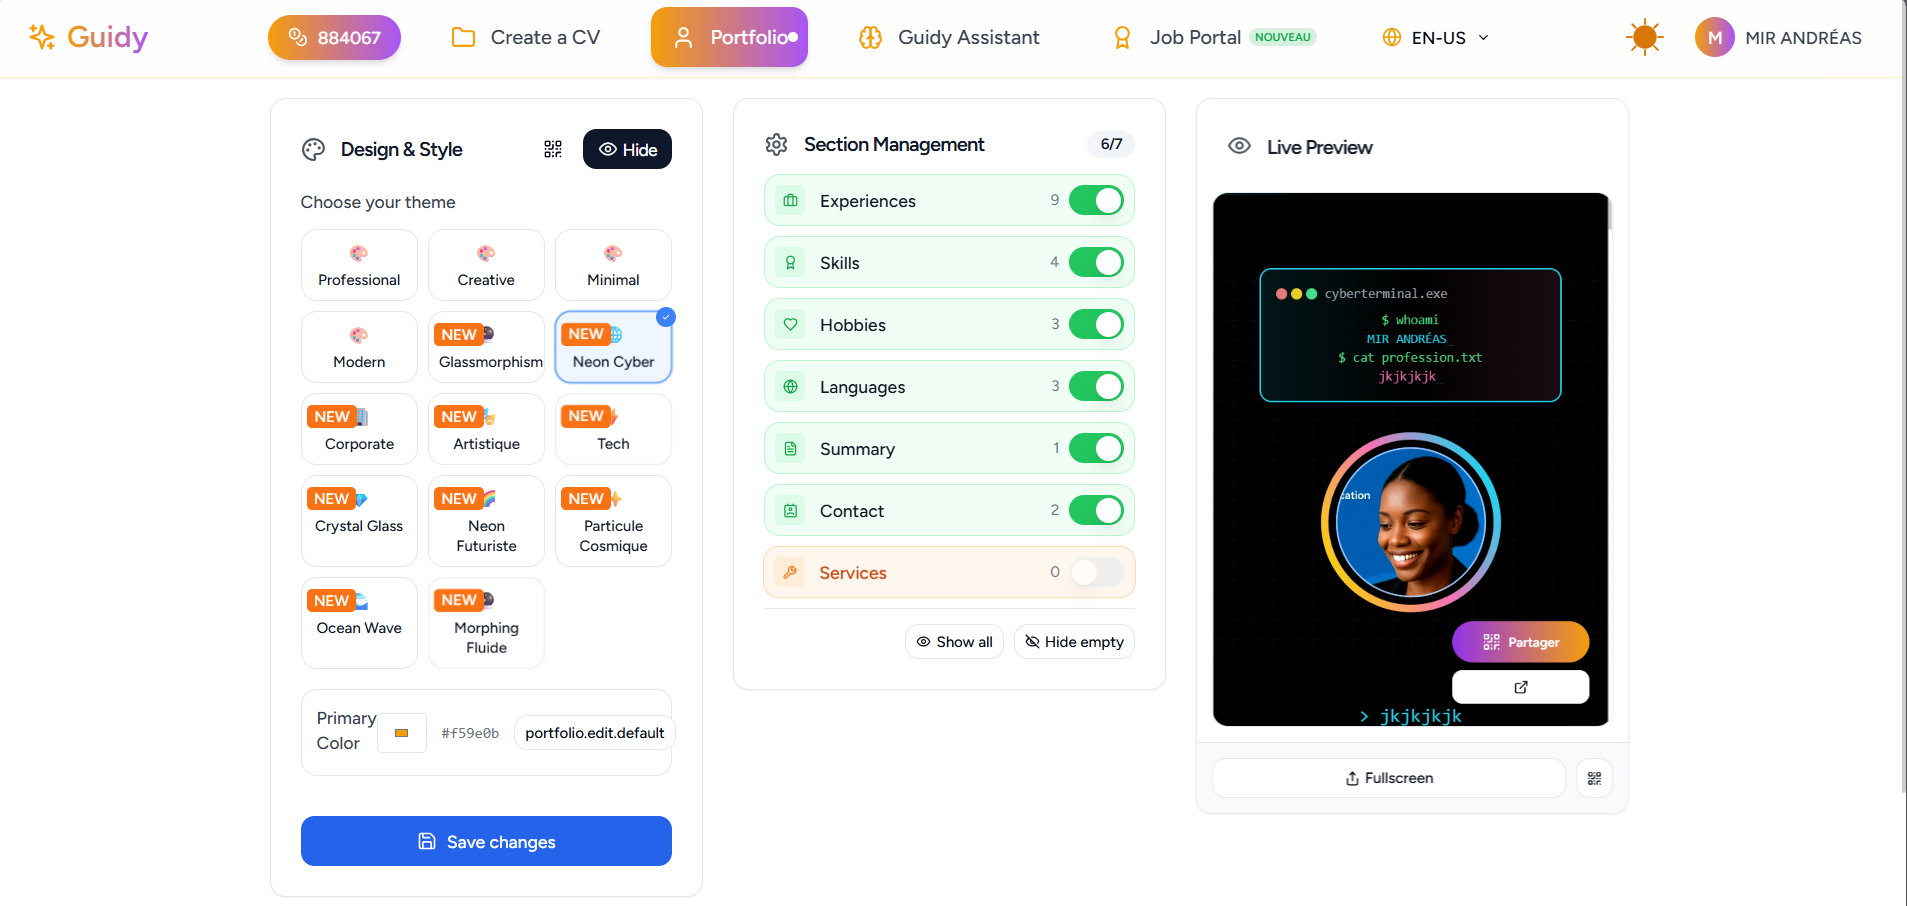 Guidy
884067
Create a CV
Portfolio
Guidy Assistant
Job Portal NOUVEAU
EN-US
M MIR ANDRÉAS
Design & Style
Hide
Choose your theme
Professional
Creative
Minimal
Modern
NEW
Glassmorphism
NEW
Neon Cyber
NEW
Corporate
NEW
Artistique
NEW
Tech
NEW
Crystal Glass
NEW
Neon
Futuriste
NEW
Particule
Cosmique
NEW
Ocean Wave
NEW
Morphing
Fluide
Primary
Color
#f59e0b
portfolio.edit.default
Save changes
Section Management
6/7
Experiences 9
Skills 4
Hobbies 3
Languages 3
Summary 1
Contact 2
Services 0
Show all
Hide empty
Live Preview
cyberterminal.exe
$ whoami
MIR ANDRÉAS_
$ cat profession.txt
jkjkjkjk_
cation
Partager
> jkjkjkjk
Fullscreen